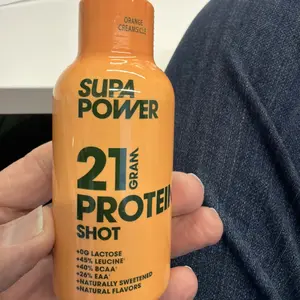 ORANGE
CREAMSICLE
SUPA
POWER
21 GRAM
PROTEIN
SHOT
+0G LACTOSE
+45% LEUCINE*
+40% BCAA*
+26% EAA*
+NATURALLY SWEETENED
+NATURAL FLAVORS